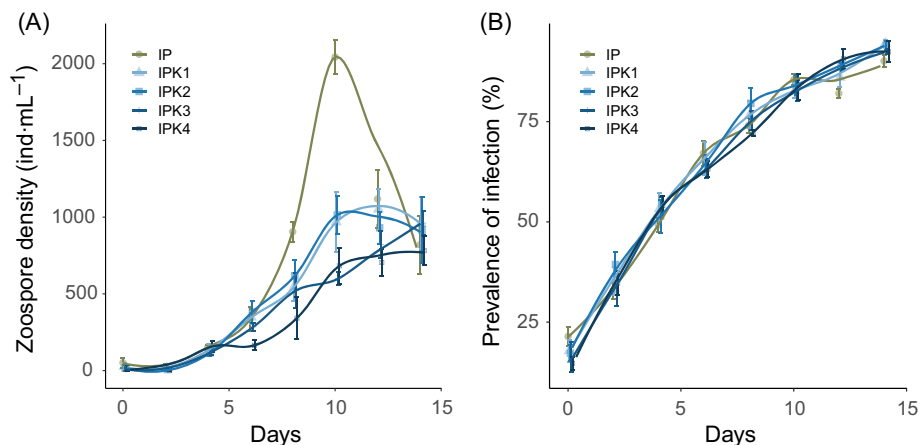 (A)
Zoospore density (ind·mL⁻¹)
2000
1500
1000
500
0
IP
IPK1
IPK2
IPK3
IPK4
0 5 10 15
Days
(B)
Prevalence of infection (%)
75
50
25
IP
IPK1
IPK2
IPK3
IPK4
0 5 10 15
Days